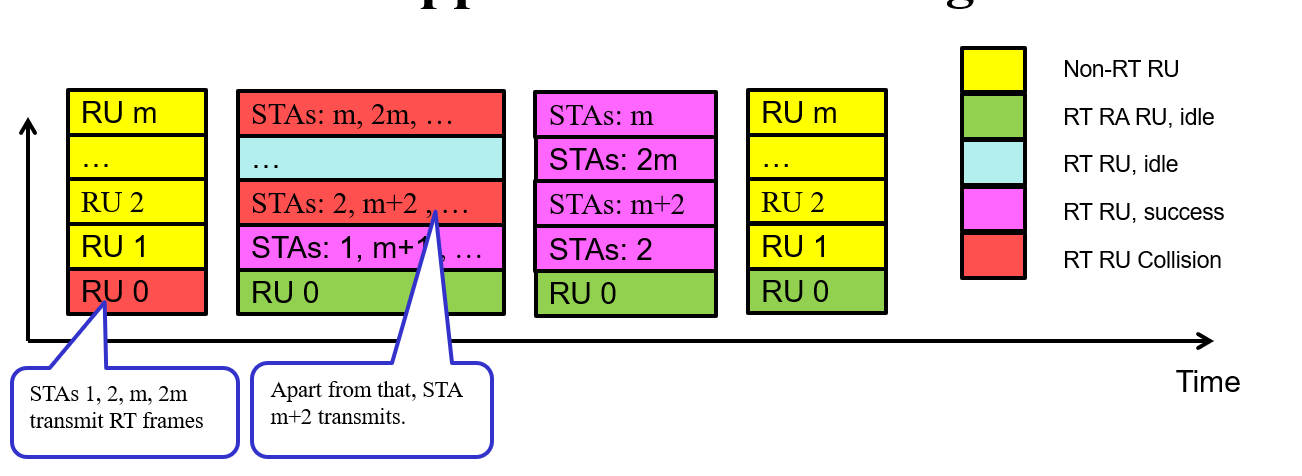 RU m
…
RU 2
RU 1
RU 0
STAs: m, 2m, …
…
STAs: 2, m+2 , …
STAs: 1, m+1, …
RU 0
STAs: m
STAs: 2m
STAs: m+2
STAs: 2
RU 0
RU m
…
RU 2
RU 1
RU 0
Non-RT RU
RT RA RU, idle
RT RU, idle
RT RU, success
RT RU Collision
Time
STAs 1, 2, m, 2m
transmit RT frames
Apart from that, STA
m+2 transmits.